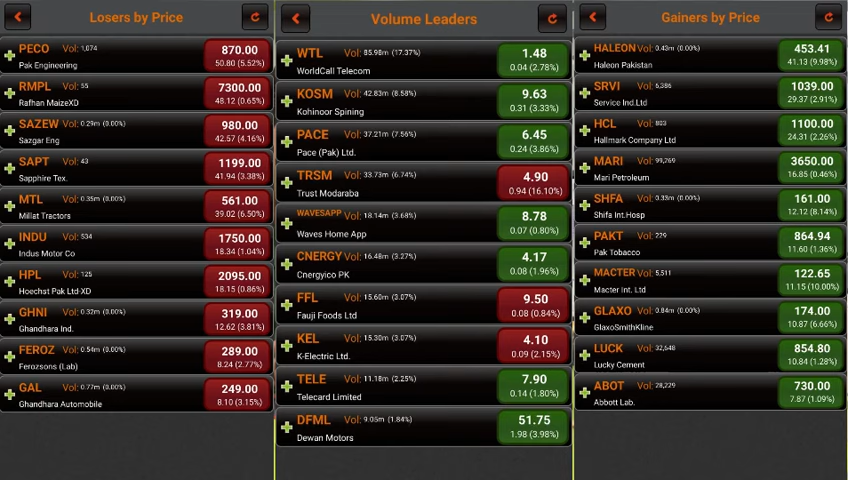 Losers by Price
PECO Vol: 1,074
Pak Engineering
870.00
50.80 (5.52%)
RMPL Vol: 55
Rafhan MaizeXD
7300.00
48.12 (0.65%)
SAZEW Vol: 0.29m (0.00%)
Sazgar Eng
980.00
42.57 (4.16%)
SAPT Vol: 43
Sapphire Tex.
1199.00
41.94 (3.38%)
MTL Vol: 0.35m (0.00%)
Millat Tractors
561.00
39.02 (6.50%)
INDU Vol: 534
Indus Motor Co
1750.00
18.34 (1.04%)
HPL Vol: 125
Hoechst Pak Ltd-XD
2095.00
18.15 (0.86%)
GHNI Vol: 0.32m (0.00%)
Ghandhara Ind.
319.00
12.62 (3.81%)
FEROZ Vol: 0.54m (0.00%)
Ferozsons (Lab)
289.00
8.24 (2.77%)
GAL Vol: 0.77m (0.00%)
Ghandhara Automobile
249.00
8.10 (3.15%)
Volume Leaders
WTL Vol: 85.98m (17.37%)
WorldCall Telecom
1.48
0.04 (2.78%)
KOSM Vol: 42.83m (8.58%)
Kohinoor Spining
9.63
0.31 (3.33%)
PACE Vol: 37.21m (7.56%)
Pace (Pak) Ltd.
6.45
0.24 (3.86%)
TRSM Vol: 33.73m (6.74%)
Trust Modaraba
4.90
0.94 (16.10%)
WAVESAPP Vol: 18.14m (3.68%)
Waves Home App
8.78
0.07 (0.80%)
CNERGY Vol: 16.48m (3.27%)
Cnergyico PK
4.17
0.08 (1.96%)
FFL Vol: 15.60m (3.07%)
Fauji Foods Ltd
9.50
0.08 (0.84%)
KEL Vol: 15.30m (3.07%)
K-Electric Ltd.
4.10
0.09 (2.15%)
TELE Vol: 11.18m (2.25%)
Telecard Limited
7.90
0.14 (1.80%)
DFML Vol: 9.05m (1.84%)
Dewan Motors
51.75
1.98 (3.98%)
Gainers by Price
HALEON Vol: 0.43m (0.00%)
Haleon Pakistan
453.41
41.13 (9.98%)
SRVI Vol: 6,386
Service Ind.Ltd
1039.00
29.37 (2.91%)
HCL Vol: 803
Hallmark Company Ltd
1100.00
24.31 (2.26%)
MARI Vol: 99,269
Mari Petroleum
3650.00
16.85 (0.46%)
SHFA Vol: 0.33m (0.00%)
Shifa Int.Hosp
161.00
12.12 (8.14%)
PAKT Vol: 229
Pak Tobacco
864.94
11.60 (1.36%)
MACTER Vol: 5,511
Macter Int. Ltd
122.65
11.15 (10.00%)
GLAXO Vol: 0.84m (0.00%)
GlaxoSmithKline
174.00
10.87 (6.66%)
LUCK Vol: 32,648
Lucky Cement
854.80
10.84 (1.28%)
ABOT Vol: 28,229
Abbott Lab.
730.00
7.87 (1.09%)